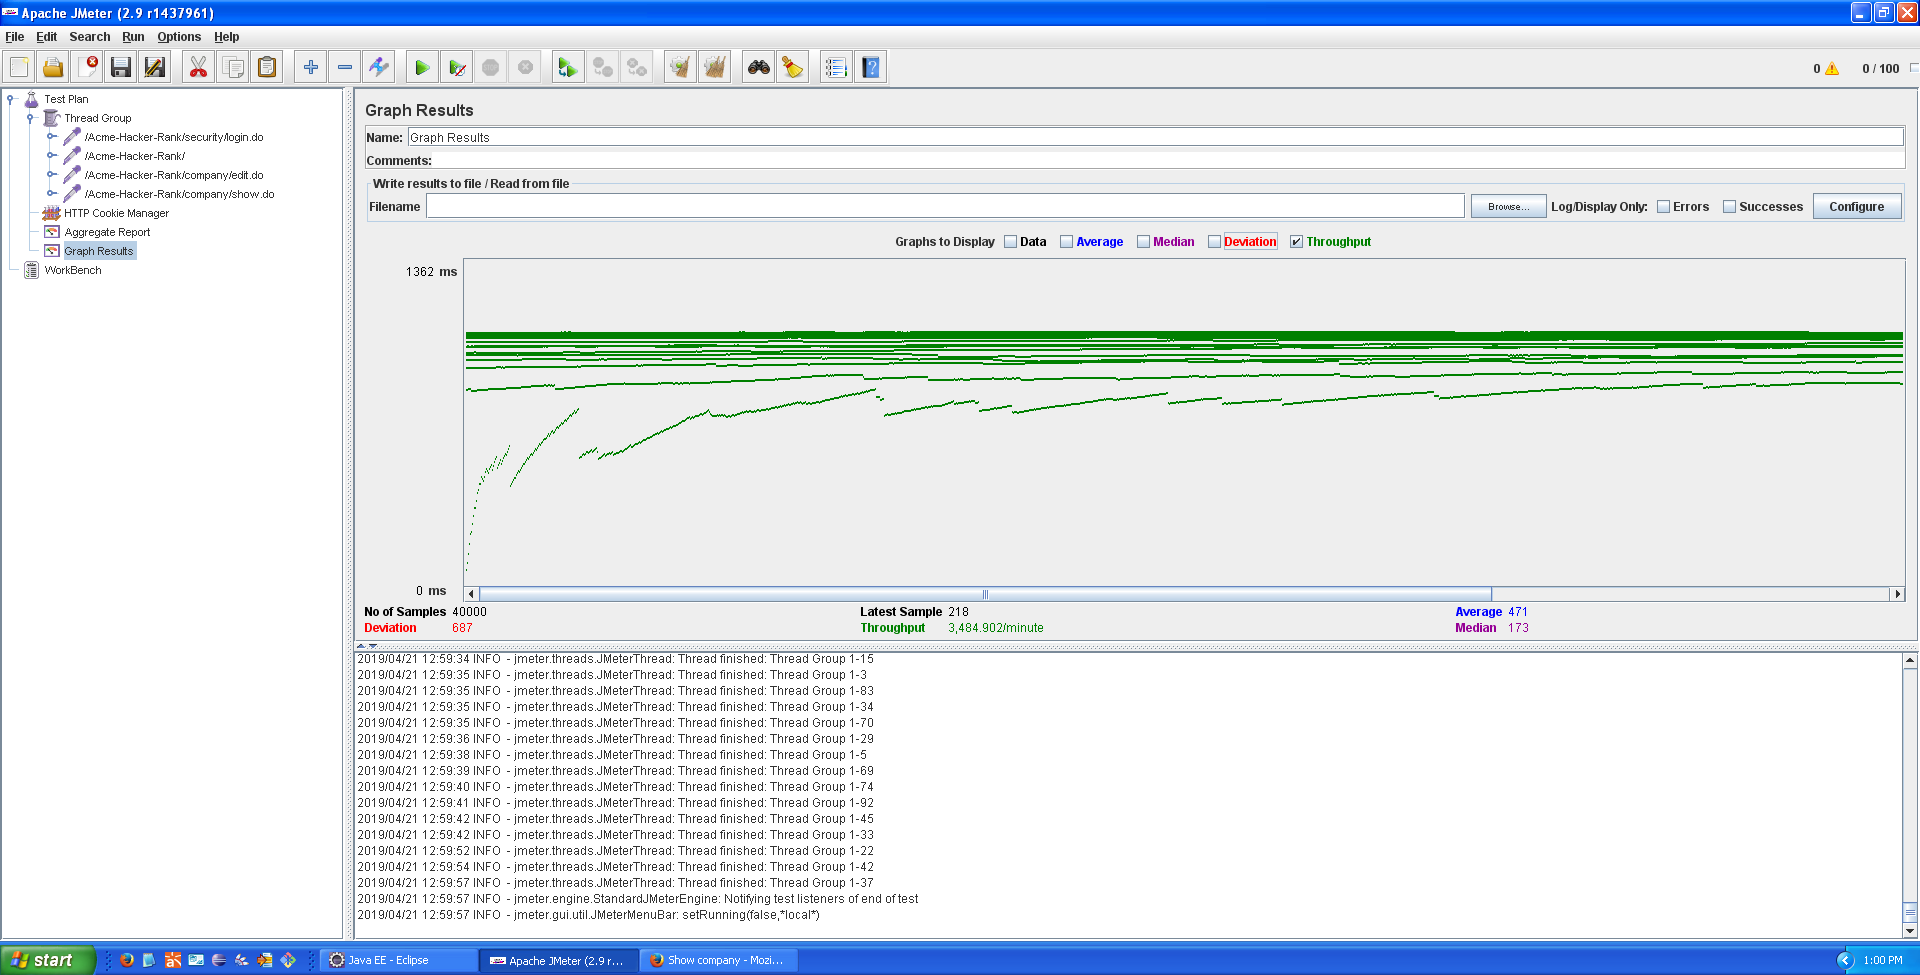 Apache JMeter (2.9 r1437961)
File Edit Search Run Options Help
0 0 / 100
Test Plan
Thread Group
/Acme-Hacker-Rank/security/login.do
/Acme-Hacker-Rank/
/Acme-Hacker-Rank/company/edit.do
/Acme-Hacker-Rank/company/show.do
HTTP Cookie Manager
Aggregate Report
Graph Results
WorkBench
Graph Results
Name: Graph Results
Comments:
Write results to file / Read from file
Filename Browse... Log/Display Only: Errors Successes Configure
Graphs to Display Data Average Median Deviation Throughput
1362 ms
0 ms
No of Samples 40000 Latest Sample 218 Average 471
Deviation 687 Throughput 3,484.902/minute Median 173
2019/04/21 12:59:34 INFO - jmeter.threads.JMeterThread: Thread finished: Thread Group 1-15
2019/04/21 12:59:35 INFO - jmeter.threads.JMeterThread: Thread finished: Thread Group 1-3
2019/04/21 12:59:35 INFO - jmeter.threads.JMeterThread: Thread finished: Thread Group 1-83
2019/04/21 12:59:35 INFO - jmeter.threads.JMeterThread: Thread finished: Thread Group 1-34
2019/04/21 12:59:35 INFO - jmeter.threads.JMeterThread: Thread finished: Thread Group 1-70
2019/04/21 12:59:36 INFO - jmeter.threads.JMeterThread: Thread finished: Thread Group 1-29
2019/04/21 12:59:38 INFO - jmeter.threads.JMeterThread: Thread finished: Thread Group 1-5
2019/04/21 12:59:39 INFO - jmeter.threads.JMeterThread: Thread finished: Thread Group 1-69
2019/04/21 12:59:40 INFO - jmeter.threads.JMeterThread: Thread finished: Thread Group 1-74
2019/04/21 12:59:41 INFO - jmeter.threads.JMeterThread: Thread finished: Thread Group 1-92
2019/04/21 12:59:42 INFO - jmeter.threads.JMeterThread: Thread finished: Thread Group 1-45
2019/04/21 12:59:42 INFO - jmeter.threads.JMeterThread: Thread finished: Thread Group 1-33
2019/04/21 12:59:52 INFO - jmeter.threads.JMeterThread: Thread finished: Thread Group 1-22
2019/04/21 12:59:54 INFO - jmeter.threads.JMeterThread: Thread finished: Thread Group 1-42
2019/04/21 12:59:57 INFO - jmeter.threads.JMeterThread: Thread finished: Thread Group 1-37
2019/04/21 12:59:57 INFO - jmeter.engine.StandardJMeterEngine: Notifying test listeners of end of test
2019/04/21 12:59:57 INFO - jmeter.gui.util.JMeterMenuBar: setRunning(false,*local*)
start Java EE - Eclipse Apache JMeter (2.9 r... Show company - Mozi... 1:00 PM